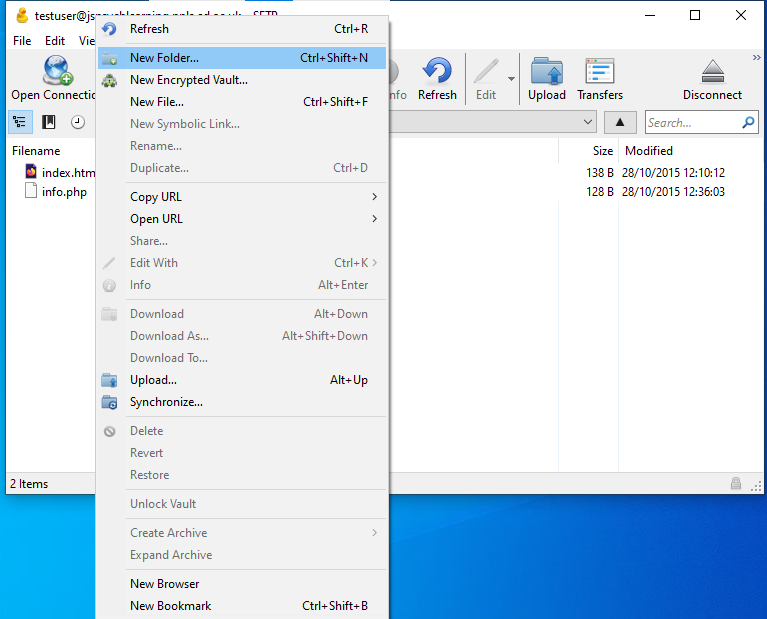 testuser@jspsychlearning.ppls.ed.ac.uk - SFTP
File Edit Vie
Open Connectio nfo Refresh Edit Upload Transfers Disconnect
Search...
Filename Size Modified
index.htm 138 B 28/10/2015 12:10:12
info.php 128 B 28/10/2015 12:36:03
2 Items
Refresh Ctrl+R
New Folder... Ctrl+Shift+N
New Encrypted Vault...
New File... Ctrl+Shift+F
New Symbolic Link...
Rename...
Duplicate... Ctrl+D
Copy URL
Open URL
Share...
Edit With Ctrl+K
Info Alt+Enter
Download Alt+Down
Download As... Alt+Shift+Down
Download To...
Upload... Alt+Up
Synchronize...
Delete
Revert
Restore
Unlock Vault
Create Archive
Expand Archive
New Browser
New Bookmark Ctrl+Shift+B